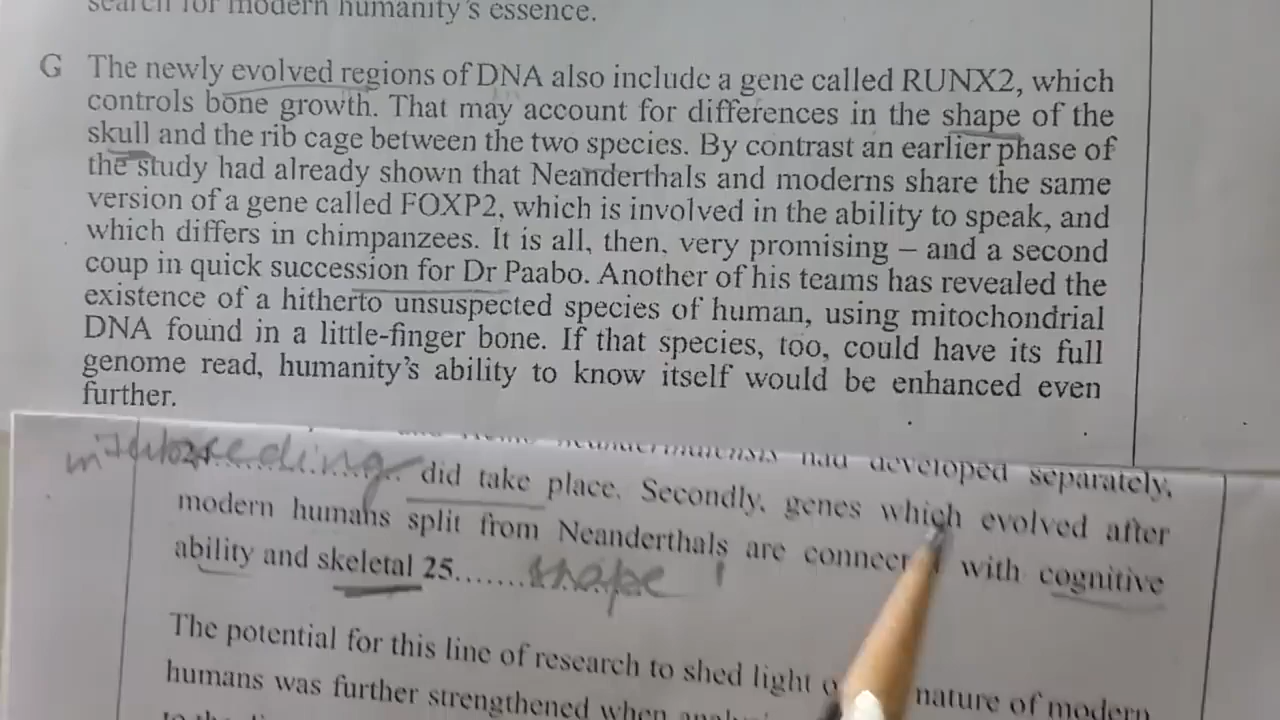 search for modern humanity's essence.
G The newly evolved regions of DNA also include a gene called RUNX2, which
controls bone growth. That may account for differences in the shape of the
skull and the rib cage between the two species. By contrast an earlier phase of
the study had already shown that Neanderthals and moderns share the same
version of a gene called FOXP2, which is involved in the ability to speak, and
which differs in chimpanzees. It is all, then, very promising – and a second
coup in quick succession for Dr Paabo. Another of his teams has revealed the
existence of a hitherto unsuspected species of human, using mitochondrial
DNA found in a little-finger bone. If that species, too, could have its full
genome read, humanity's ability to know itself would be enhanced even
further.
had developed separately,
24 did take place. Secondly, genes which evolved after
modern humans split from Neanderthals are with cognitive
ability and skeletal 25.......shape
The potential for this line of research to shed light nature of modern
humans was further strengthened when